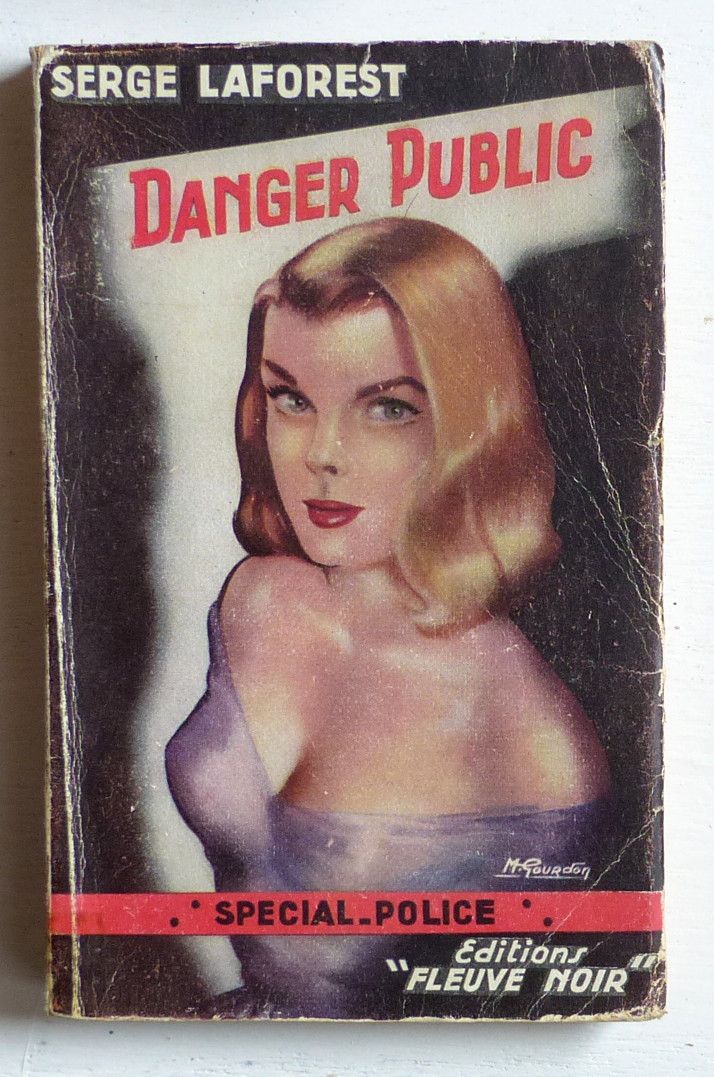 SERGE LAFOREST
DANGER PUBLIC
M. Gourdon
SPECIAL-POLICE
Editions
"FLEUVE NOIR"